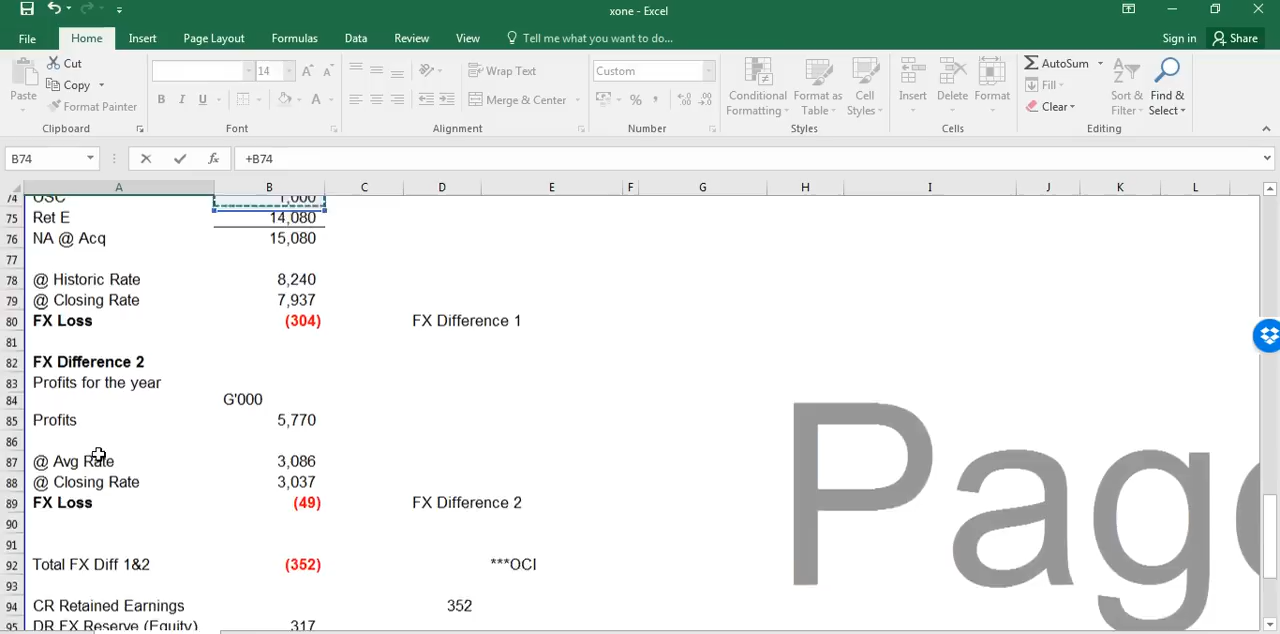 xone - Excel
File Home Insert Page Layout Formulas Data Review View Tell me what you want to do... Sign in Share
Cut 14 Wrap Text Custom AutoSum
Copy Fill
Paste Format Painter B I U Merge & Center % Conditional Formatting Format as Table Cell Styles Insert Delete Format Clear Sort & Filter Find & Select
Clipboard Font Alignment Number Styles Cells Editing
B74 fx +B74
A B C D E F G H I J K L
74 OSC 1,000
75 Ret E 14,080
76 NA @ Acq 15,080
77
78 @ Historic Rate 8,240
79 @ Closing Rate 7,937
80 FX Loss (304) FX Difference 1
81
82 FX Difference 2
83 Profits for the year
84 G'000
85 Profits 5,770
86
87 @ Avg Rate 3,086
88 @ Closing Rate 3,037
89 FX Loss (49) FX Difference 2
90
91
92 Total FX Diff 1&2 (352) ***OCI
93
94 CR Retained Earnings 352
95 DR FX Reserve (Equity) 317